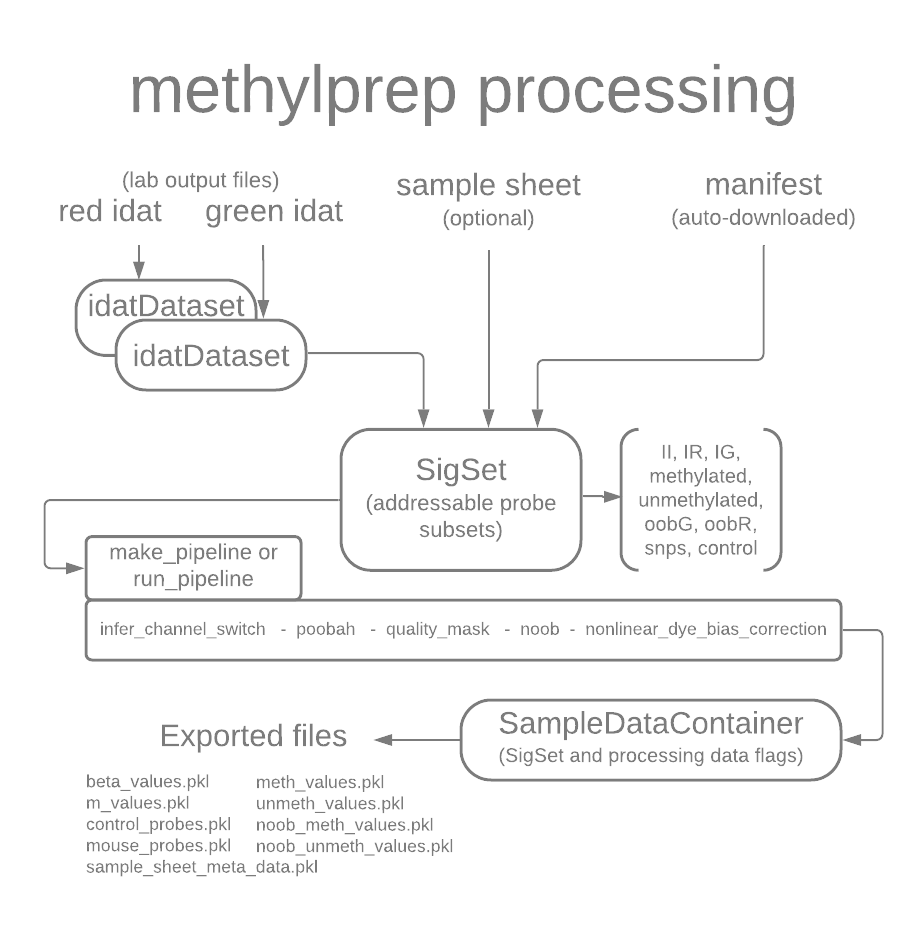 methylprep processing
(lab output files)
red idat green idat
sample sheet
(optional)
manifest
(auto-downloaded)
idatDataset
idatDataset
SigSet
(addressable probe
subsets)
II, IR, IG,
methylated,
unmethylated,
oobG, oobR,
snps, control
make_pipeline or
run_pipeline
infer_channel_switch - poobah - quality_mask - noob - nonlinear_dye_bias_correction
SampleDataContainer
(SigSet and processing data flags)
Exported files
beta_values.pkl meth_values.pkl
m_values.pkl unmeth_values.pkl
control_probes.pkl noob_meth_values.pkl
mouse_probes.pkl noob_unmeth_values.pkl
sample_sheet_meta_data.pkl